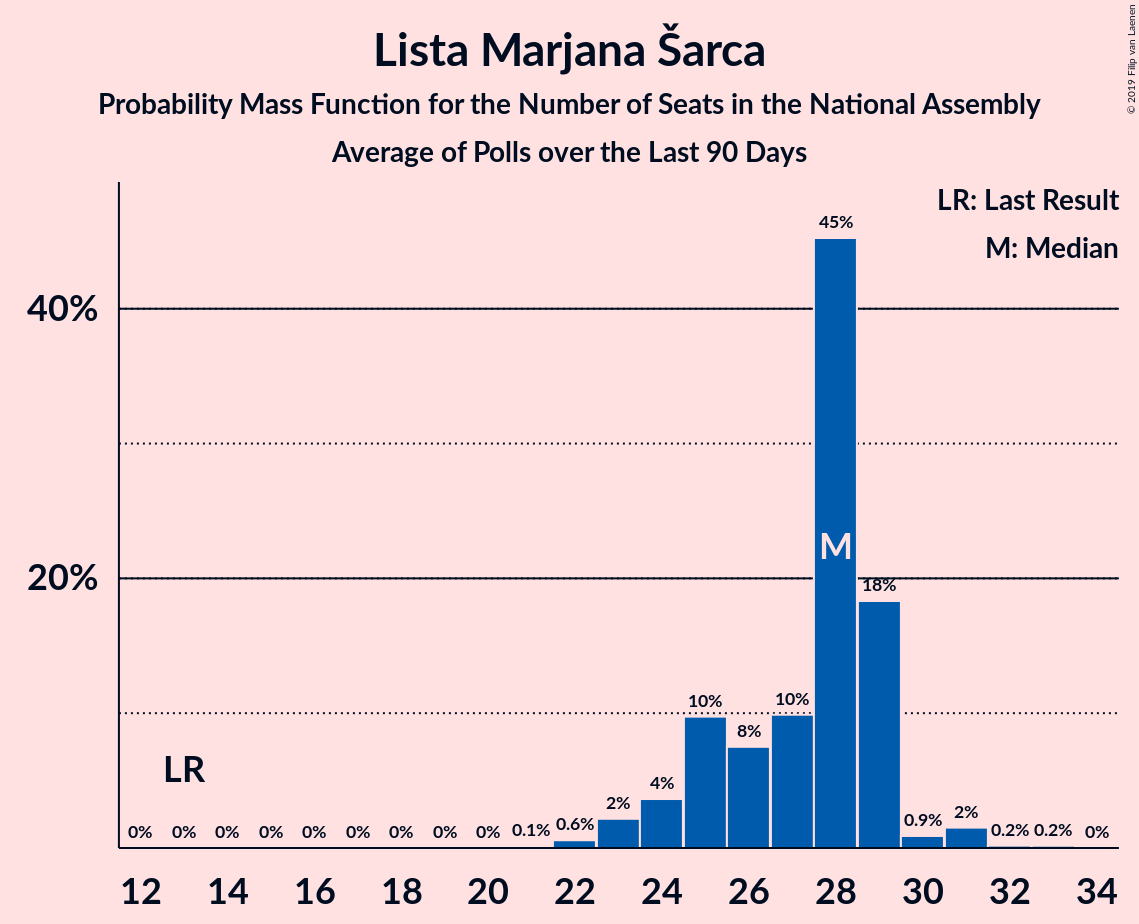 Lista Marjana Šarca
Probability Mass Function for the Number of Seats in the National Assembly
Average of Polls over the Last 90 Days
© 2019 Filip van Laenen
LR: Last Result
M: Median
40%
20%
LR
M
0% 0% 0% 0% 0% 0% 0% 0% 0% 0.1% 0.6% 2% 4% 10% 8% 10% 45% 18% 0.9% 2% 0.2% 0.2% 0%
12 14 16 18 20 22 24 26 28 30 32 34